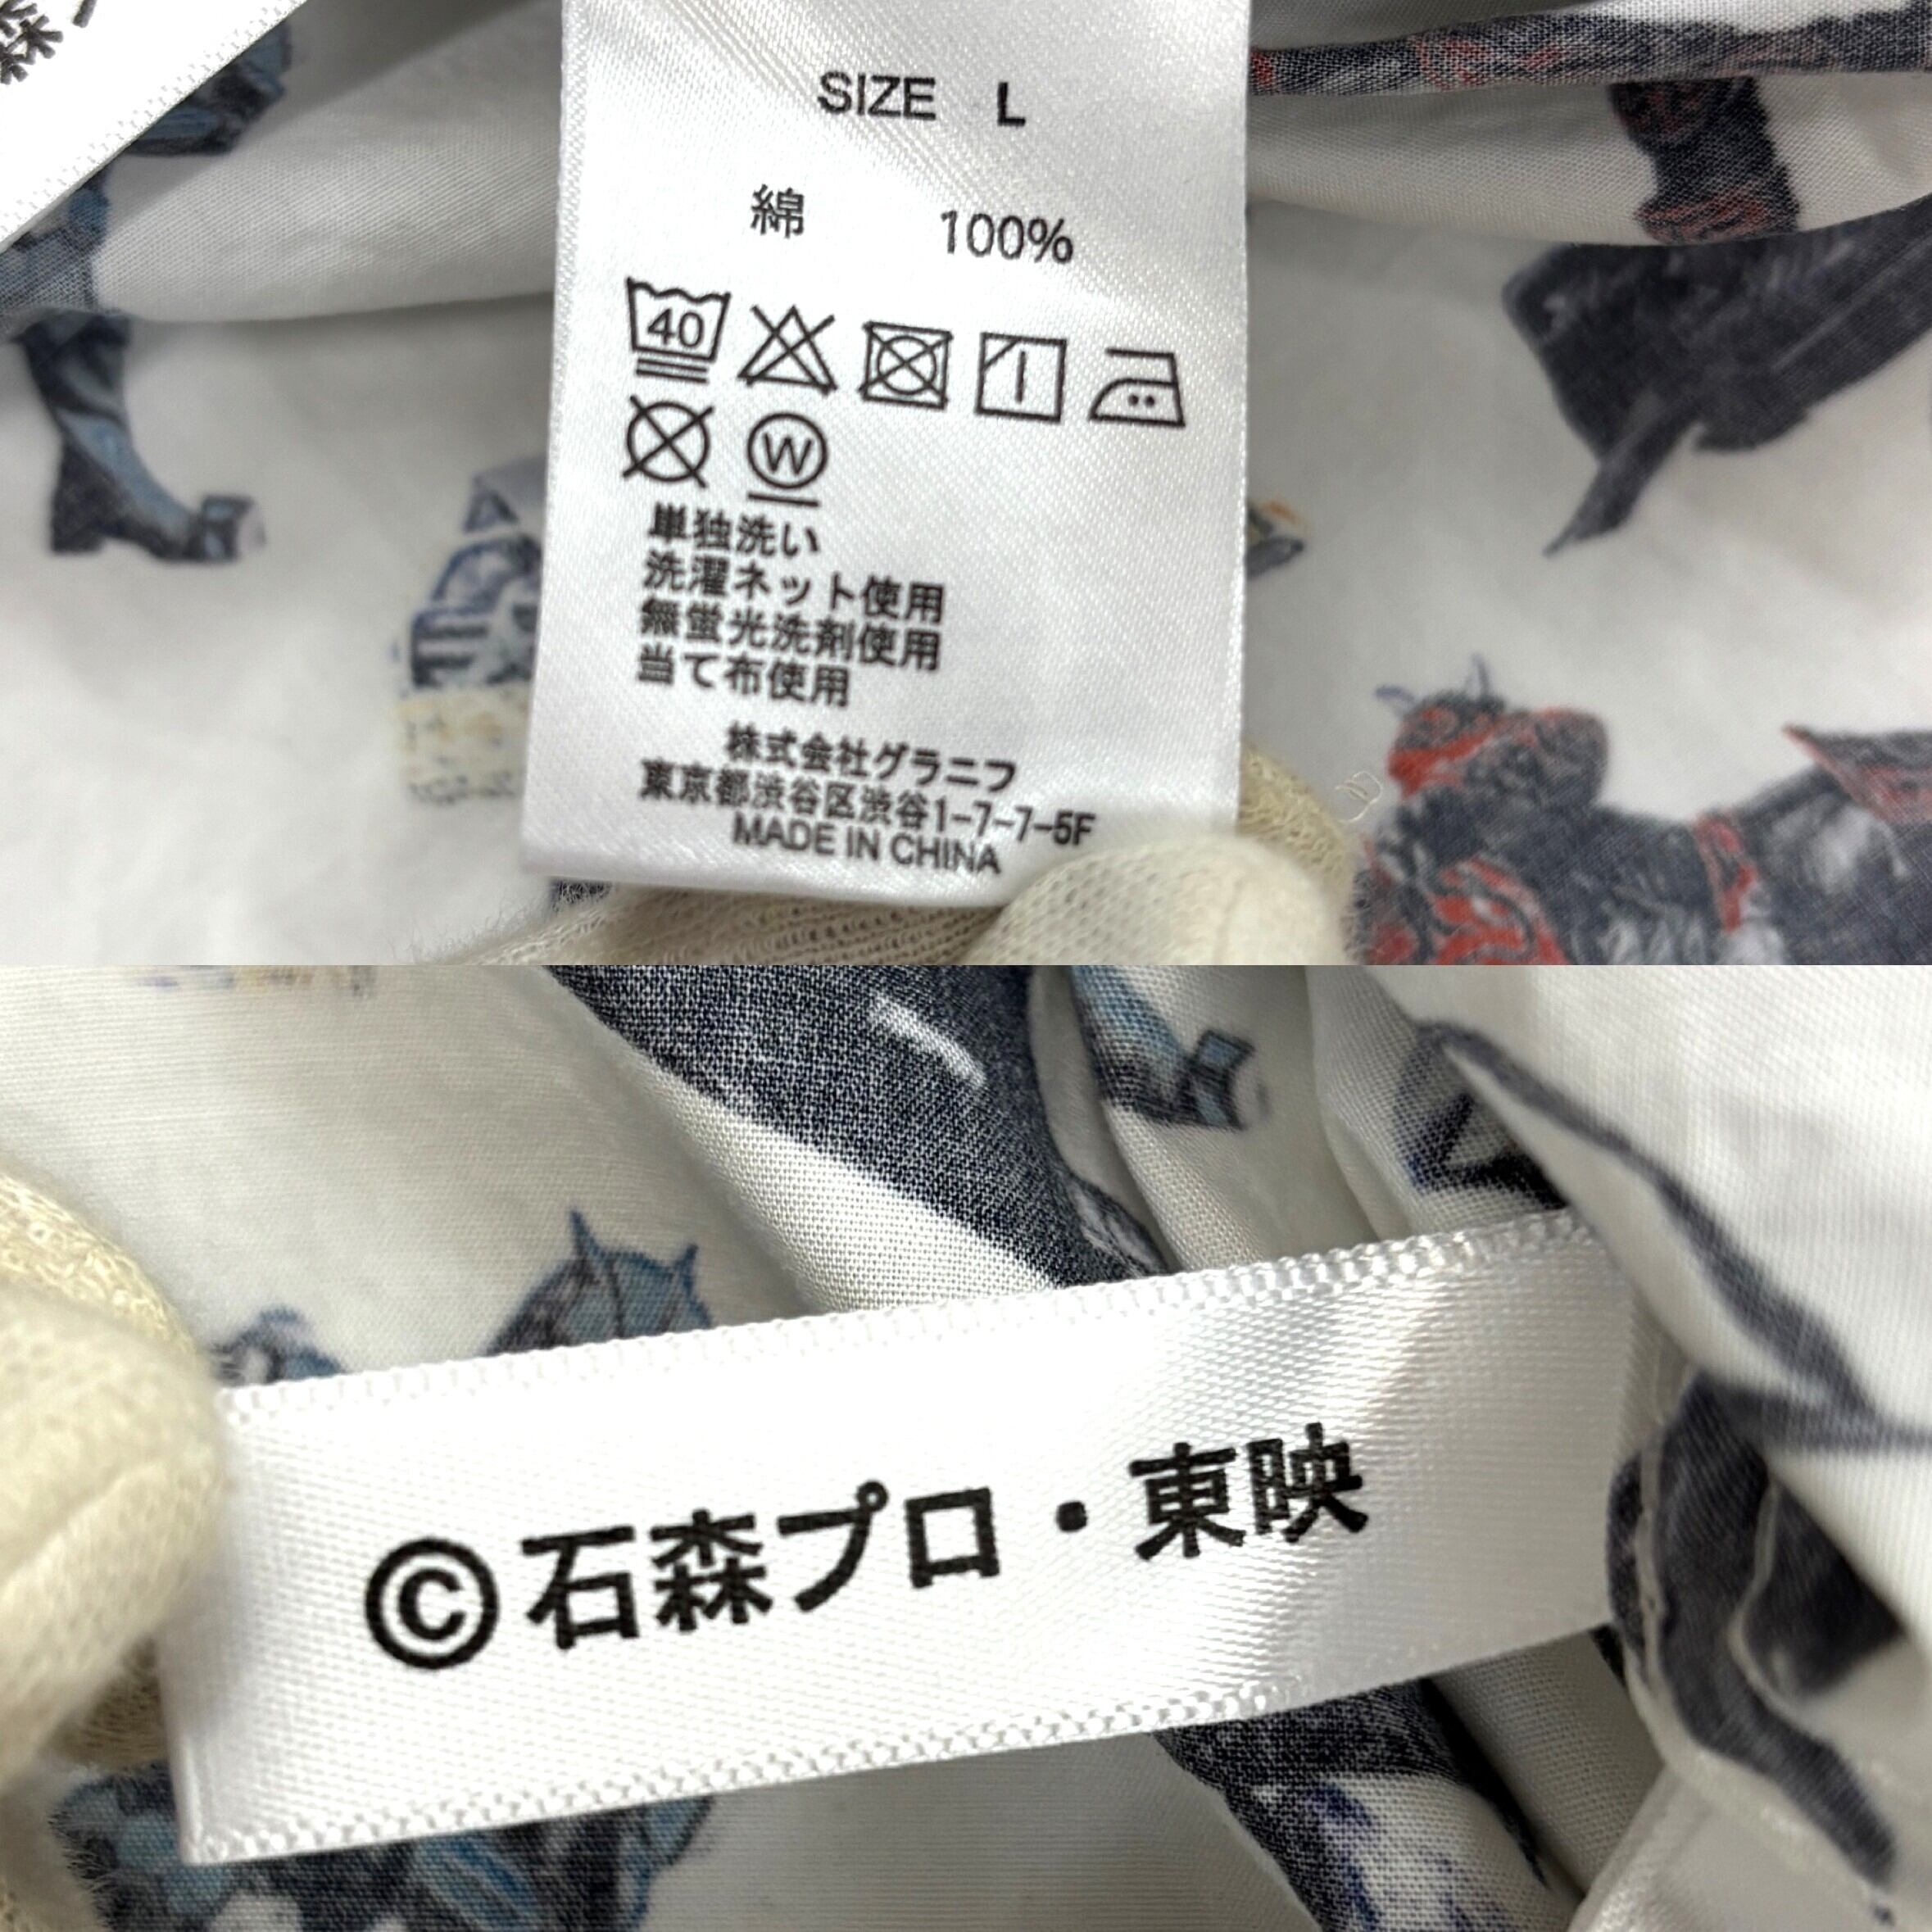 森
SIZE L
綿 100%
40
W
単独洗い
洗濯ネット使用
無蛍光洗剤使用
当て布使用
株式会社グラニフ
東京都渋谷区渋谷1-7-7-5F
MADE IN CHINA
©石森プロ・東映